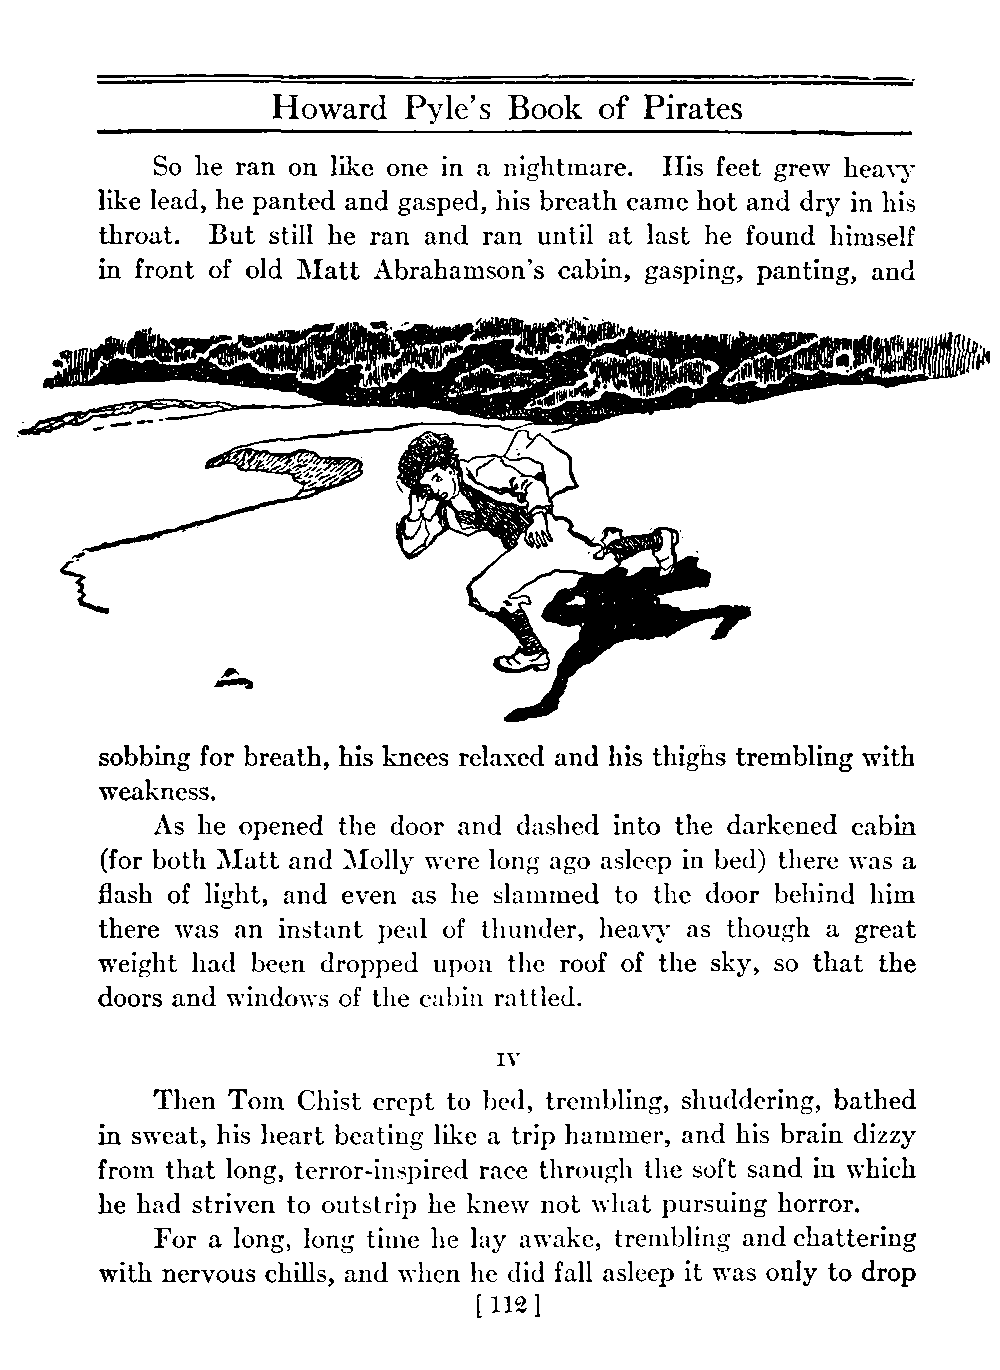 Howard Pyle's Book of Pirates
So he ran on like one in a nightmare. His feet grew heavy
like lead, he panted and gasped, his breath came hot and dry in his
throat. But still he ran and ran until at last he found himself
in front of old Matt Abrahamson's cabin, gasping, panting, and
sobbing for breath, his knees relaxed and his thighs trembling with
weakness.
As he opened the door and dashed into the darkened cabin
(for both Matt and Molly were long ago asleep in bed) there was a
flash of light, and even as he slammed to the door behind him
there was an instant peal of thunder, heavy as though a great
weight had been dropped upon the roof of the sky, so that the
doors and windows of the cabin rattled.
IV
Then Tom Chist crept to bed, trembling, shuddering, bathed
in sweat, his heart beating like a trip hammer, and his brain dizzy
from that long, terror-inspired race through the soft sand in which
he had striven to outstrip he knew not what pursuing horror.
For a long, long time he lay awake, trembling and chattering
with nervous chills, and when he did fall asleep it was only to drop
[ 112 ]